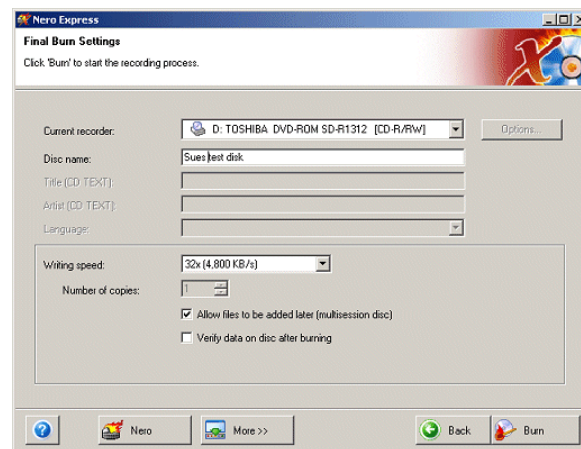 Nero Express
Final Burn Settings
Click 'Burn' to start the recording process.
Current recorder: D: TOSHIBA DVD-ROM SD-R1312 [CD-R/RW] Options...
Disc name: Sues test disk
Title (CD TEXT):
Artist (CD TEXT):
Language:
Writing speed: 32x (4,800 KB/s)
Number of copies: 1
Allow files to be added later (multisession disc)
Verify data on disc after burning
? Nero More >> Back Burn